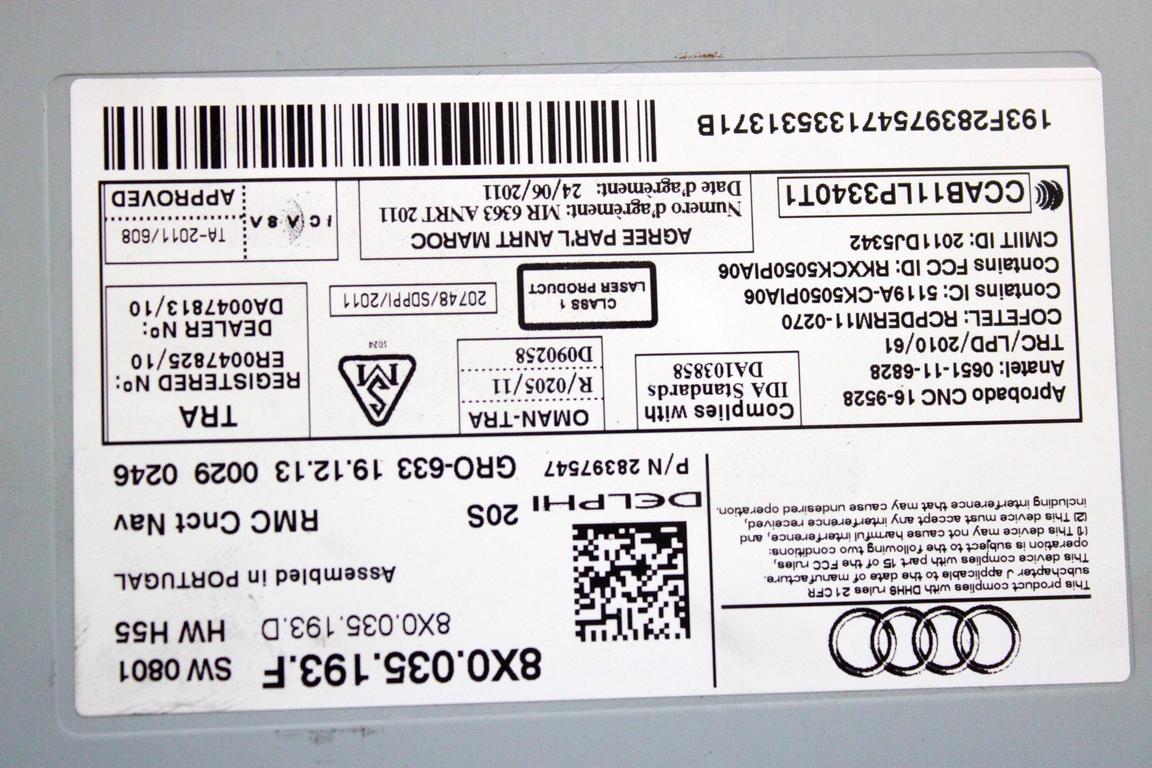 8X0.035.193.F SW 0801
8X0.035.193.D HW H55
Assembled in PORTUGAL
DELPHI 20S RMC Cnct Nav
P/N 28397547 GRO-633 19.12.13 0029 0246
This product complies with DHHS rules 21 CFR
subchapter J applicable to the date of manufacture.
This device complies with part 15 of the FCC rules,
operation is subject to the following two conditions:
(1) This device may not cause harmful interference, and
(2) This device must accept any interference received,
including interference that may cause undesired operation.
Aprobado CNC 16-9528
Anatel: 0651-11-6828
TRC/LPD/2010/61
COFETEL: RCPDERM11-0270
Contains IC: 5119A-CK5050PIA06
Contains FCC ID: RKXCK5050PIA06
CMIIT ID: 2011DJ5342
CCAB11LP3340T1
Complies with
IDA Standards
DA103858
OMAN-TRA
R/0205/11
D090258
SM
1024
TRA
REGISTERED Nº:
ER0047825/10
DEALER Nº:
DA0047813/10
CLASS 1
LASER PRODUCT
20748/SDPPI/2011
AGREE PAR'L ANRT MAROC
Numero d'agrèment: MR 6363 ANRT 2011
Date d'agrèment: 24/06/2011
ICASA
TA-2011/608
APPROVED
193F283975471335313​71B